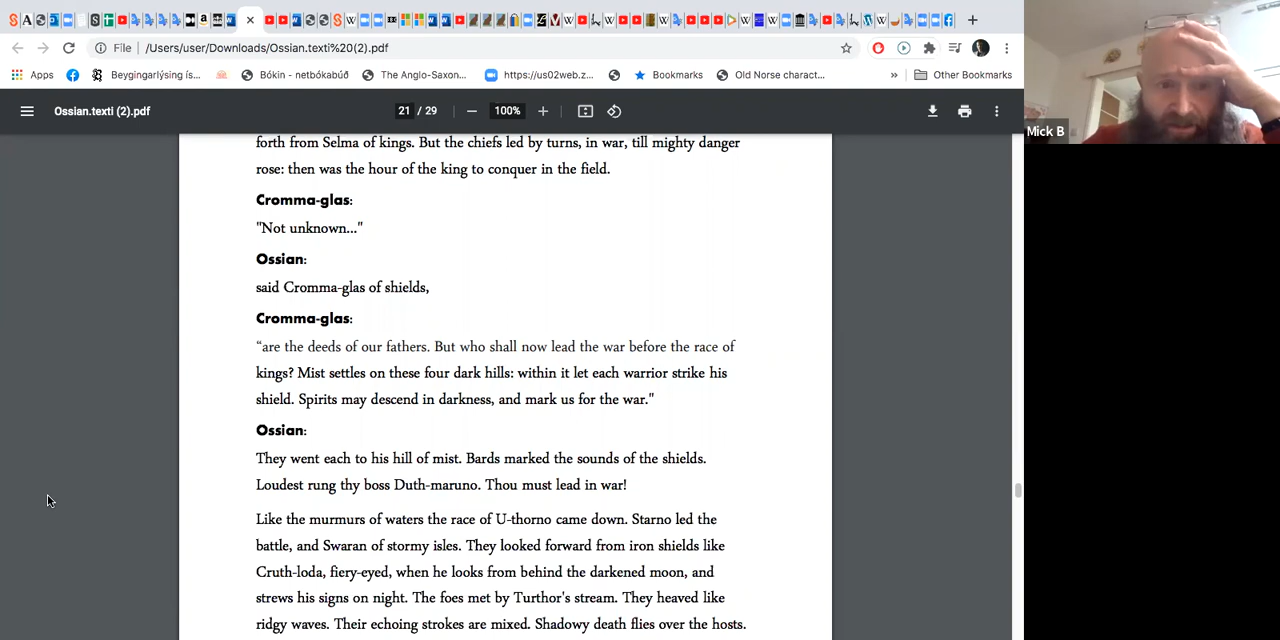 File
/Users/user/Downloads/Ossian.texti%20(2).pdf
Apps
Beygingarlýsing ís...
Bókin - netbókabúð
The Anglo-Saxon...
https://us02web.z...
Bookmarks
Old Norse charact...
»
Other Bookmarks
Ossian.texti (2).pdf
21 / 29
100%
Mick B
forth from Selma of kings. But the chiefs led by turns, in war, till mighty danger
rose: then was the hour of the king to conquer in the field.
Cromma-glas:
"Not unknown..."
Ossian:
said Cromma-glas of shields,
Cromma-glas:
“are the deeds of our fathers. But who shall now lead the war before the race of
kings? Mist settles on these four dark hills: within it let each warrior strike his
shield. Spirits may descend in darkness, and mark us for the war."
Ossian:
They went each to his hill of mist. Bards marked the sounds of the shields.
Loudest rung thy boss Duth-maruno. Thou must lead in war!
Like the murmurs of waters the race of U-thorno came down. Starno led the
battle, and Swaran of stormy isles. They looked forward from iron shields like
Cruth-loda, fiery-eyed, when he looks from behind the darkened moon, and
strews his signs on night. The foes met by Turthor's stream. They heaved like
ridgy waves. Their echoing strokes are mixed. Shadowy death flies over the hosts.